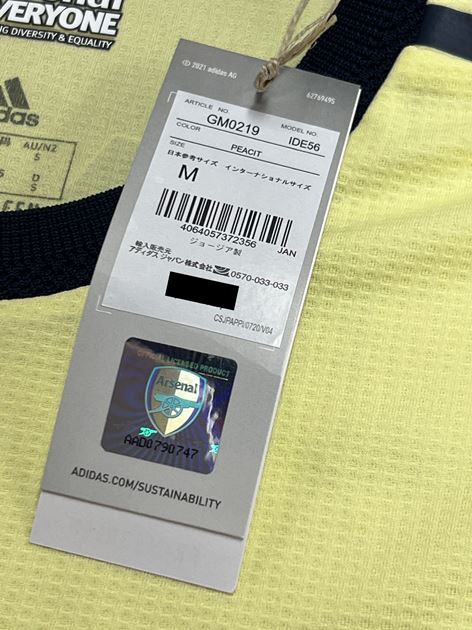 EVERYONE
NG DIVERSITY & EQUALITY
adidas
AU/NZ
S
S
D
S
© 2021 adidas AG
62769495
ARTICLE NO.
GM0219
MODEL NO.
IDE56
COLOR
PEACIT
SIZE
日本参考サイズ インターナショナルサイズ
M
4064057372356 JAN
ジョージア製
輸入販売元
アディダス ジャパン株式会社 0570-033-033
CSJPAPP/0720/V04
OFFICIAL LICENSED PRODUCT
Arsenal
AAD0790747
ADIDAS.COM/SUSTAINABILITY